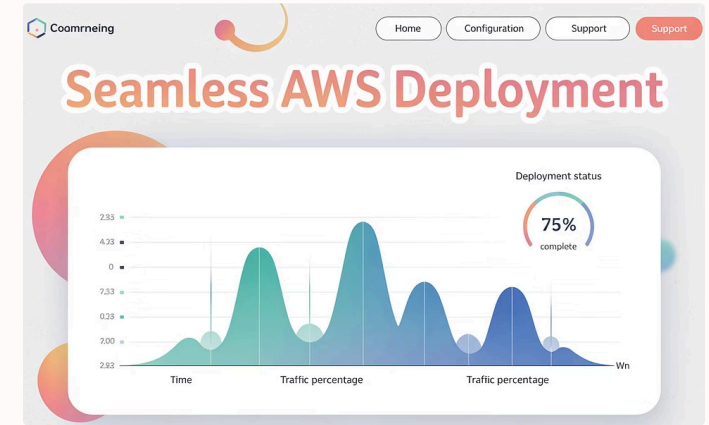 Coamrneing
Home
Configuration
Support
Support
Seamless AWS Deployment
Deployment status
75%
complete
2.33
4.33
0
7.33
0.23
7.00
2.93
Wn
Time
Traffic percentage
Traffic percentage